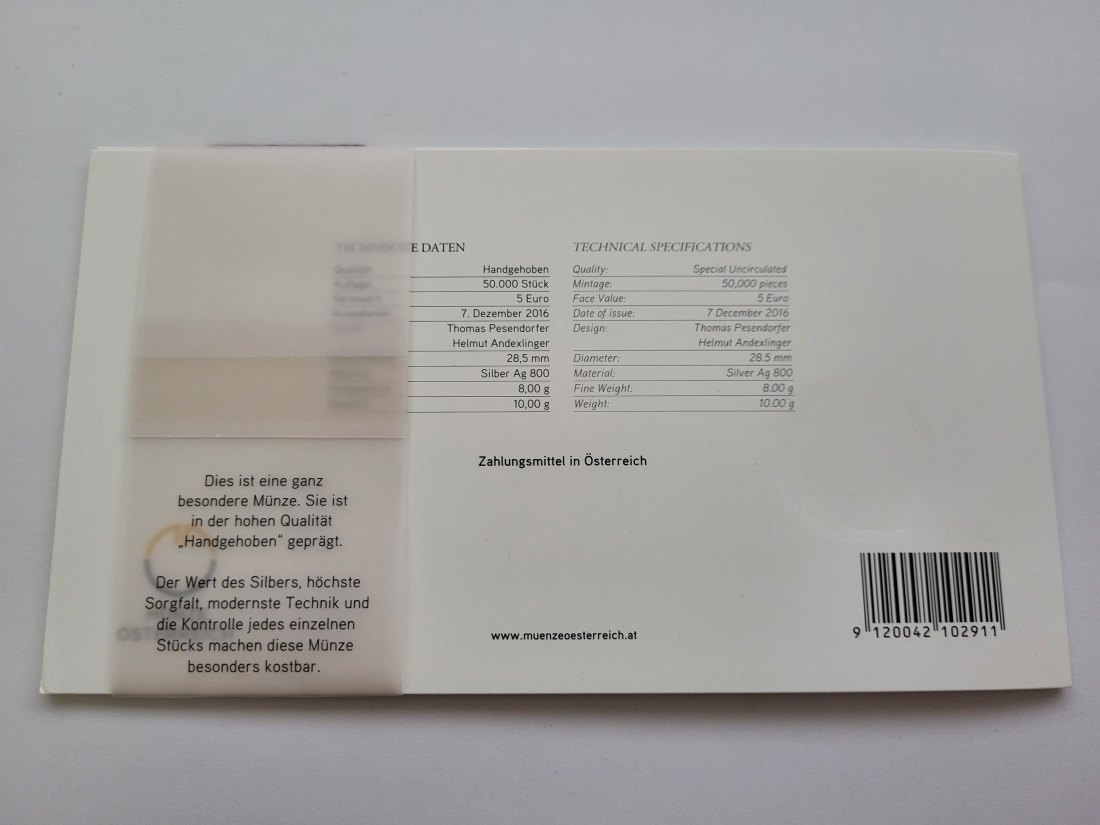 TECHNISCHE DATEN
Handgehoben
50.000 Stück
5 Euro
7. Dezember 2016
Thomas Pesendorfer
Helmut Andexlinger
28,5 mm
Silber Ag 800
8,00 g
10,00 g
TECHNICAL SPECIFICATIONS
Quality: Special Uncirculated
Mintage: 50,000 pieces
Face Value: 5 Euro
Date of issue: 7 December 2016
Design: Thomas Pesendorfer
Helmut Andexlinger
Diameter: 28.5 mm
Material: Silver Ag 800
Fine Weight: 8.00 g
Weight: 10.00 g
Zahlungsmittel in Österreich
Dies ist eine ganz
besondere Münze. Sie ist
in der hohen Qualität
„Handgehoben“ geprägt.
Der Wert des Silbers, höchste
Sorgfalt, modernste Technik und
die Kontrolle jedes einzelnen
Stücks machen diese Münze
besonders kostbar.
www.muenzeoesterreich.at
9 120042 102911